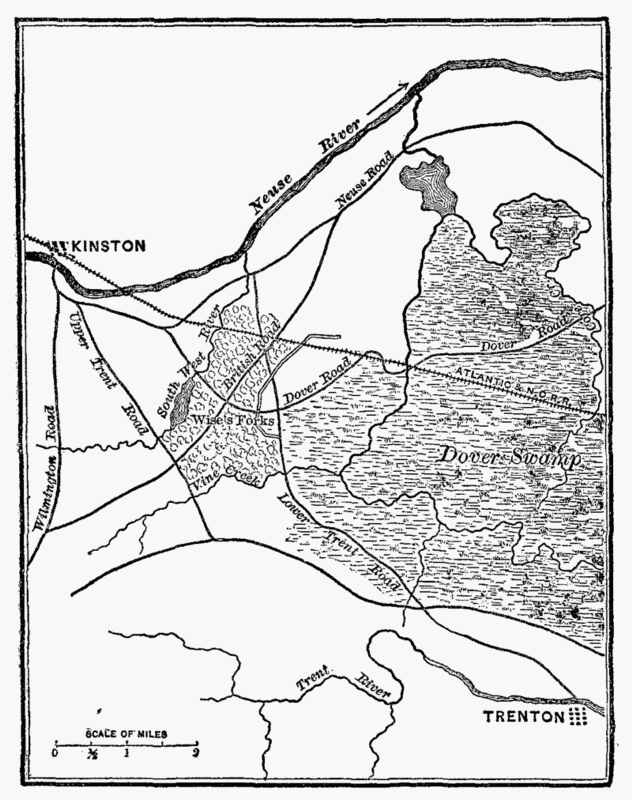 Neuse River
Neuse Road
KINSTON
South West River
British Road
Upper Trent Road
Dover Road
Dover Road
ATLANTIC & N.C.R.R.
Wise's Forks
Wilmington Road
Dover Swamp
Vine Creek
Lower Trent Road
Trent River
TRENTON
SCALE OF MILES
0 ½ 1 2